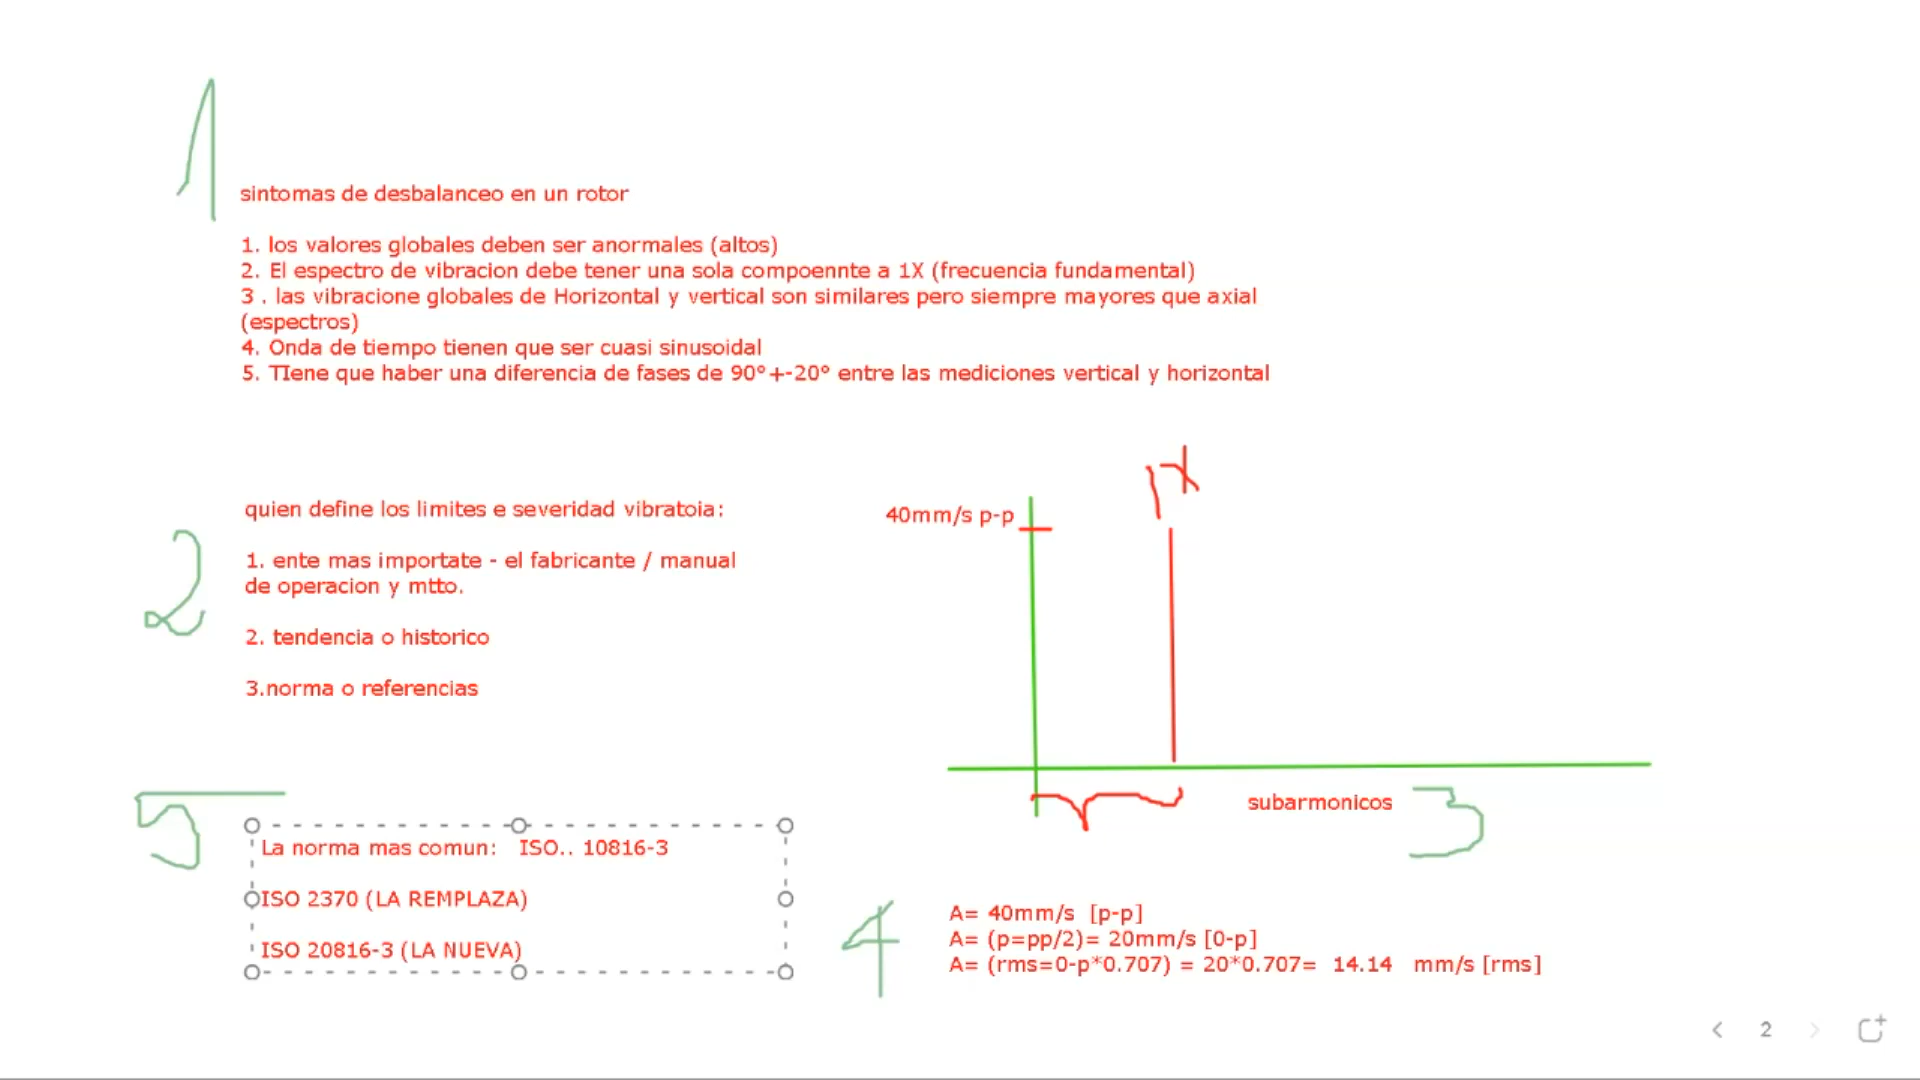 1
sintomas de desbalanceo en un rotor
1. los valores globales deben ser anormales (altos)
2. El espectro de vibracion debe tener una sola compoennte a 1X (frecuencia fundamental)
3 . las vibracione globales de Horizontal y vertical son similares pero siempre mayores que axial
(espectros)
4. Onda de tiempo tienen que ser cuasi sinusoidal
5. TIene que haber una diferencia de fases de 90°+-20° entre las mediciones vertical y horizontal
2
quien define los limites e severidad vibratoia:
1. ente mas importate - el fabricante / manual
de operacion y mtto.
2. tendencia o historico
3.norma o referencias
1X
40mm/s p-p
subarmonicos
3
5
La norma mas comun: ISO.. 10816-3
ISO 2370 (LA REMPLAZA)
ISO 20816-3 (LA NUEVA)
4
A= 40mm/s [p-p]
A= (p=pp/2)= 20mm/s [0-p]
A= (rms=0-p*0.707) = 20*0.707= 14.14 mm/s [rms]
2